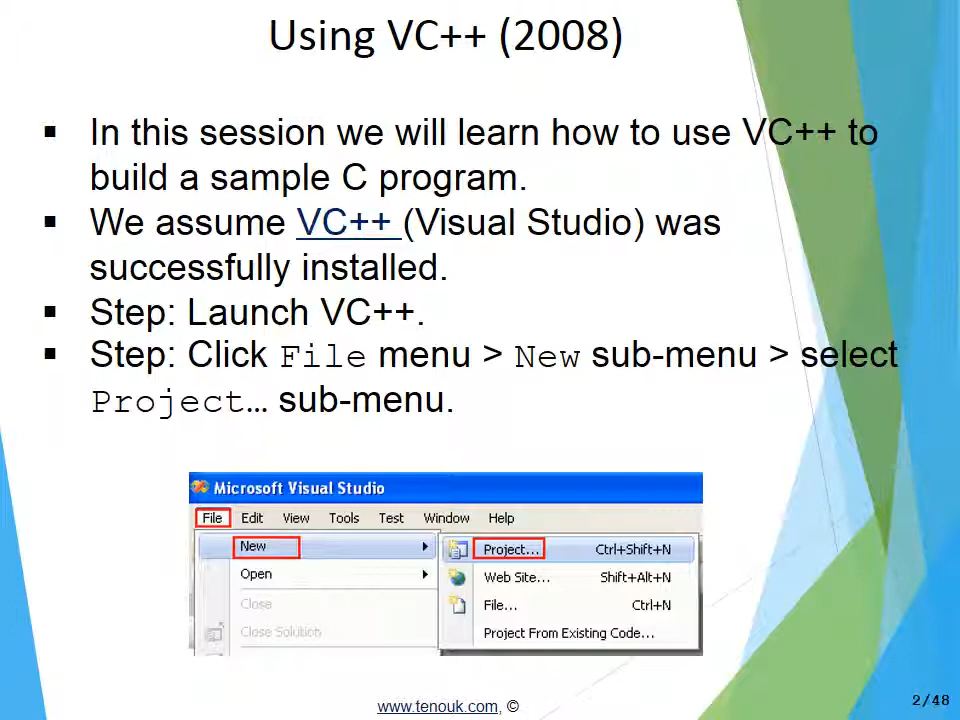 Using VC++ (2008)
▪ In this session we will learn how to use VC++ to
build a sample C program.
▪ We assume VC++ (Visual Studio) was
successfully installed.
▪ Step: Launch VC++.
▪ Step: Click File menu > New sub-menu > select
Project… sub-menu.
Microsoft Visual Studio
File Edit View Tools Test Window Help
New
Project... Ctrl+Shift+N
Open
Web Site... Shift+Alt+N
Close
File... Ctrl+N
Close Solution
Project From Existing Code...
www.tenouk.com, ©
2/48